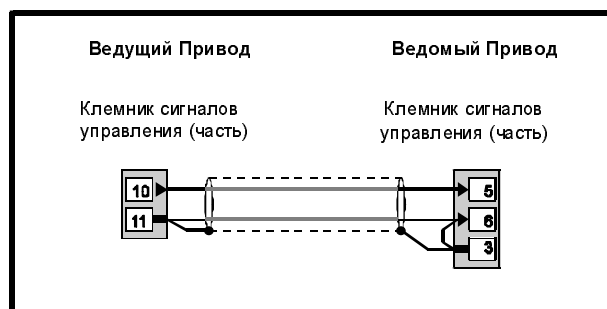 Ведущий Привод
Ведомый Привод
Клемник сигналов
управления (часть)
Клемник сигналов
управления (часть)
10
11
5
6
3